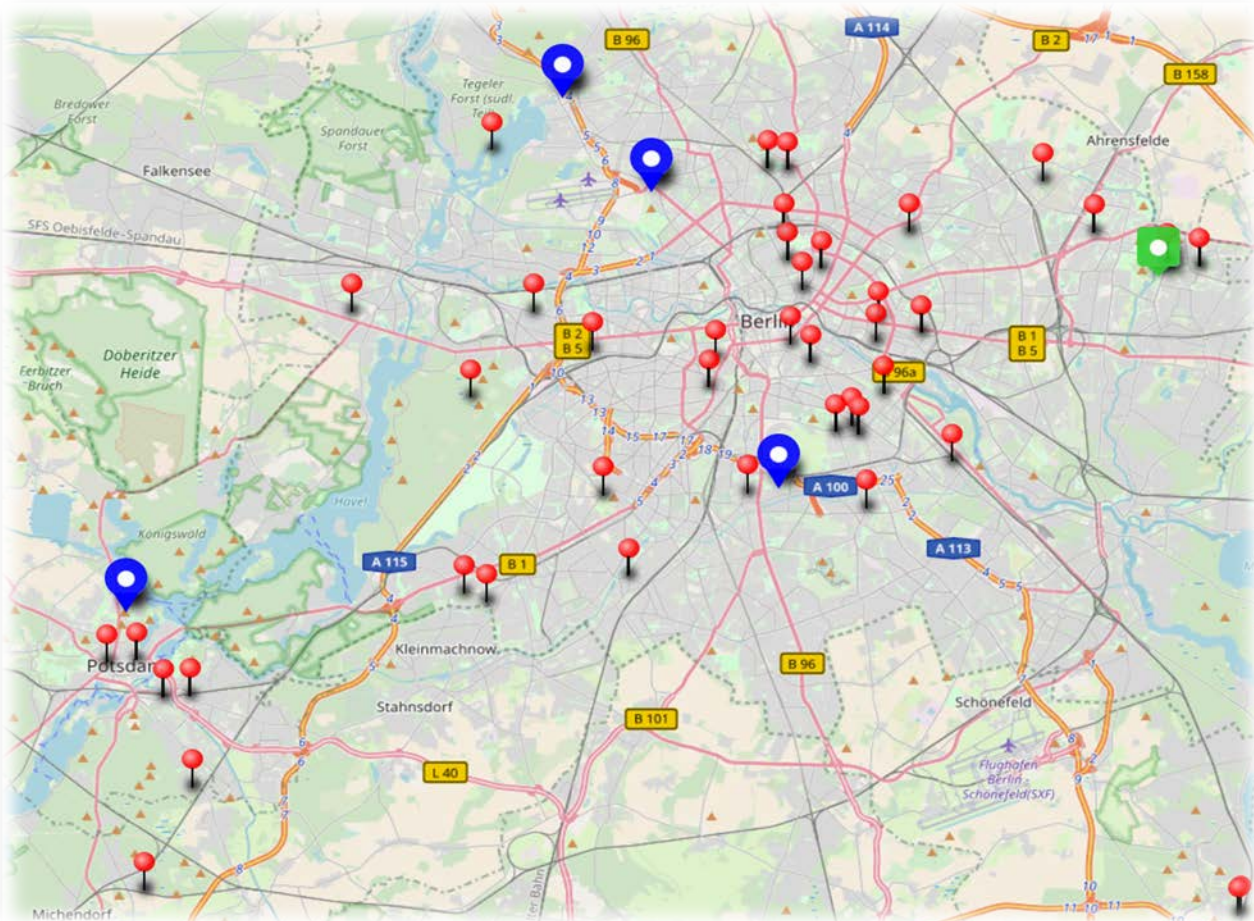 A 114
B 96
B 2
B 158
Tegeler
Forst (südl.
Teil)
Bredower
Forst
Spandauer
Forst
Ahrensfelde
Falkensee
SFS Oebisfelde-Spandau
Berlin
B 2
B 5
B 1
B 5
Döberitzer
Heide
96a
Bruch
A 100
Havel
Königswald
A 115
B 1
A 113
Kleinmachnow
Potsdam
B 96
Stahnsdorf
Schönefeld
B 101
L 40
Flughafen
Berlin -
Schönefeld(SXF)
Michendorf